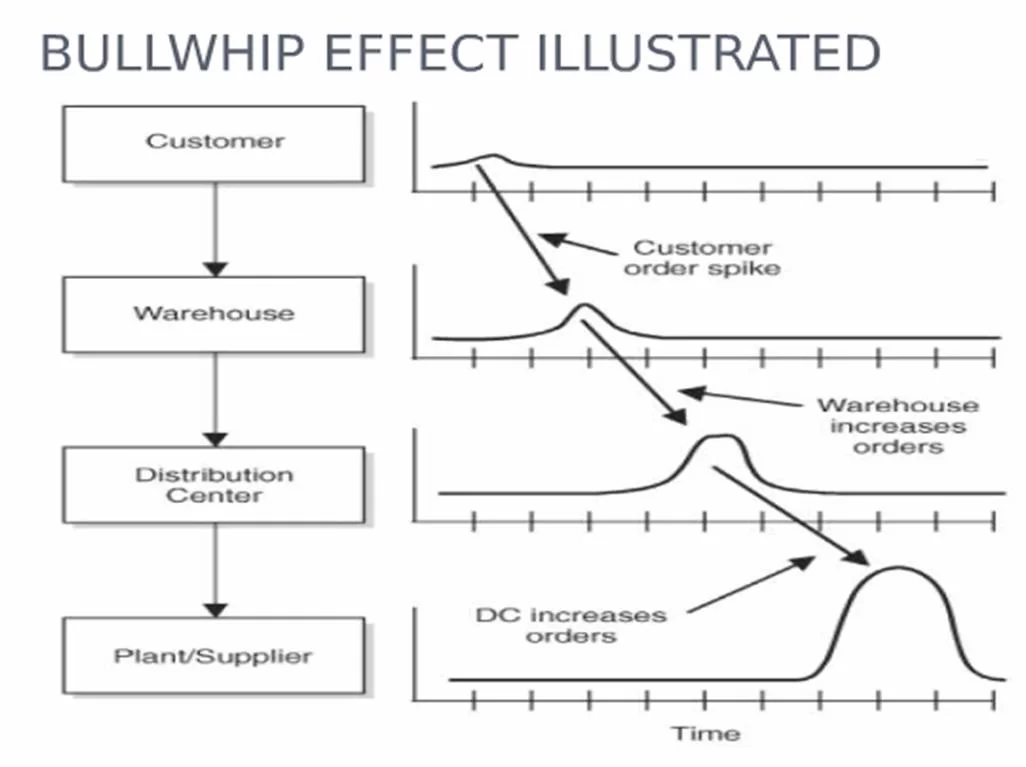 BULLWHIP EFFECT ILLUSTRATED
Customer
Customer
order spike
Warehouse
Warehouse
increases
orders
Distribution
Center
DC increases
orders
Plant/Supplier
Time